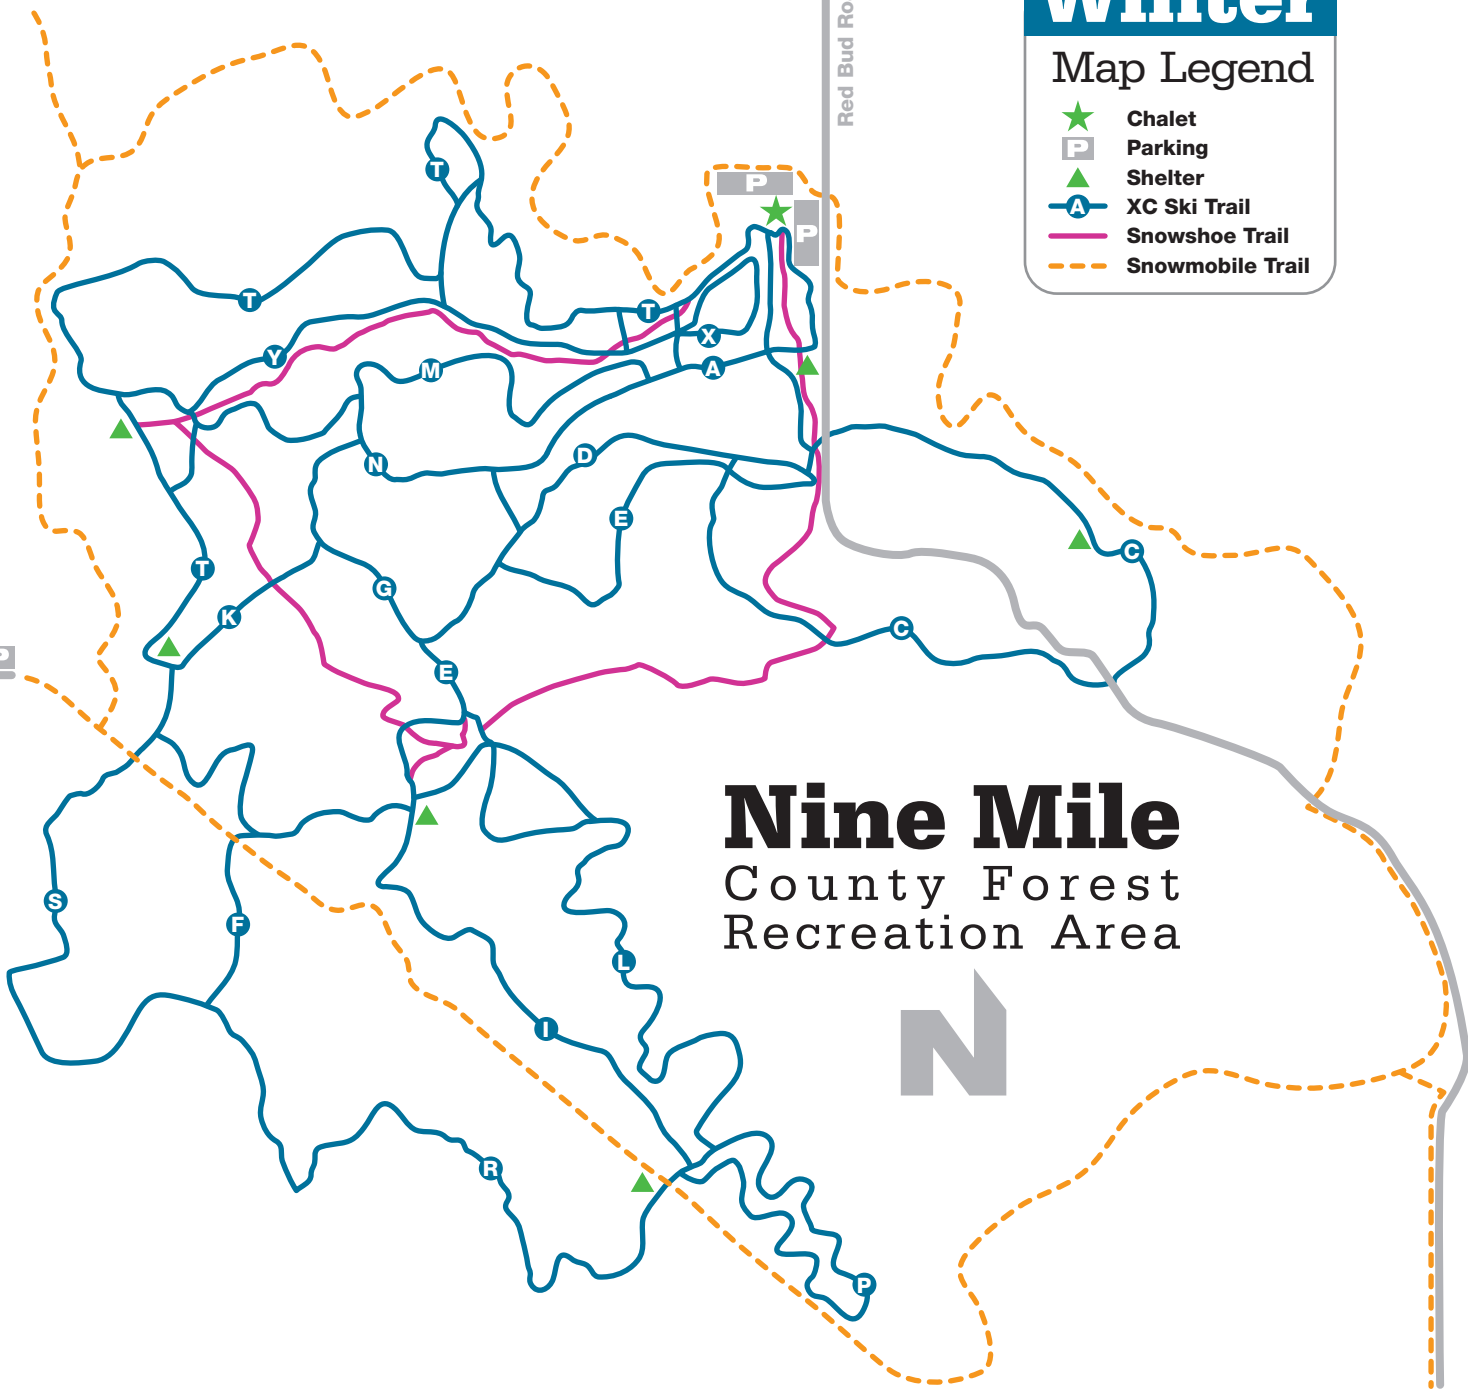 Winter
Map Legend
Chalet
P Parking
Shelter
A XC Ski Trail
Snowshoe Trail
Snowmobile Trail
Red Bud Ro
P
P
T
T
T
Y
X
M
A
N
D
E
C
T
K
G
C
E
P
S
F
L
I
R
P
Nine Mile
County Forest
Recreation Area
N